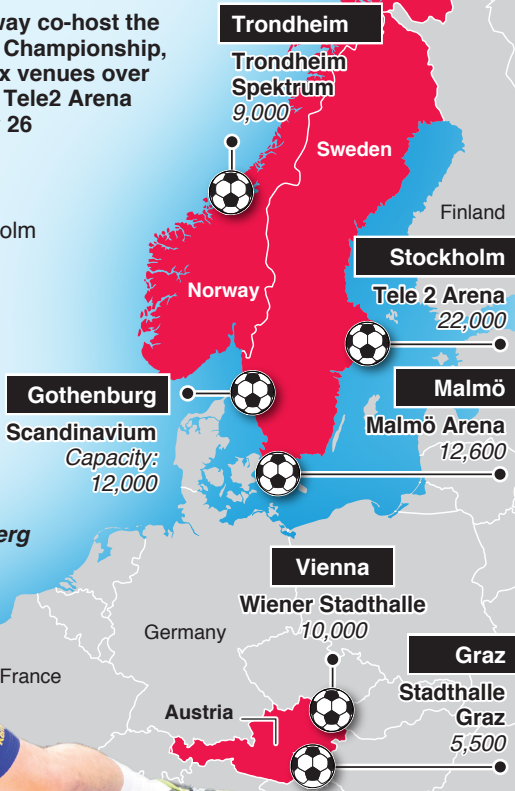 way co-host the
Championship,
x venues over
Tele2 Arena
26
olm
Trondheim
Trondheim
Spektrum
9,000
Sweden
Finland
Norway
Stockholm
Tele 2 Arena
22,000
Gothenburg
Scandinavium
Capacity:
12,000
Malmö
Malmö Arena
12,600
erg
Vienna
Wiener Stadthalle
10,000
Germany
France
Austria
Graz
Stadthalle
Graz
5,500